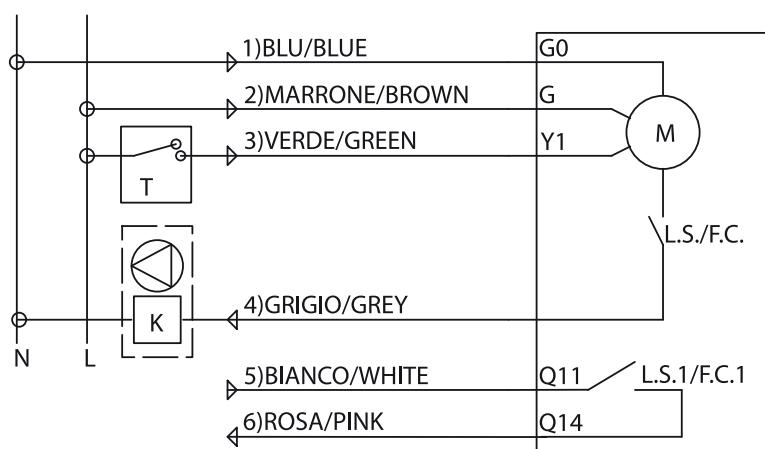 1)BLU/BLUE G0
2)MARRONE/BROWN G
M
3)VERDE/GREEN Y1
T
L.S./F.C.
4)GRIGIO/GREY
K
N L
5)BIANCO/WHITE Q11 L.S.1/F.C.1
6)ROSA/PINK Q14